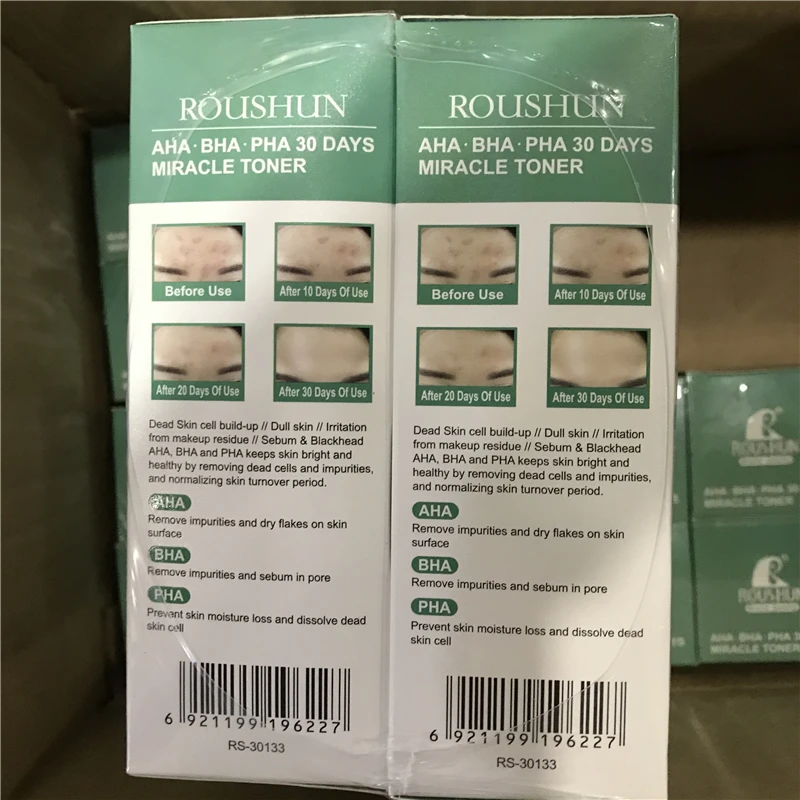 ROUSHUN
AHA · BHA · PHA 30 DAYS
MIRACLE TONER
Before Use
After 10 Days Of Use
After 20 Days Of Use
After 30 Days Of Use
Dead Skin cell build-up // Dull skin // Irritation
from makeup residue // Sebum & Blackhead
AHA, BHA and PHA keeps skin bright and
healthy by removing dead cells and impurities,
and normalizing skin turnover period.
AHA
Remove impurities and dry flakes on skin
surface
BHA
Remove impurities and sebum in pore
PHA
Prevent skin moisture loss and dissolve dead
skin cell
6 921199 196227
RS-30133
ROUSHUN
AHA · BHA · PHA 30 DAYS
MIRACLE TONER
Before Use
After 10 Days Of Use
After 20 Days Of Use
After 30 Days Of Use
Dead Skin cell build-up // Dull skin // Irritation
from makeup residue // Sebum & Blackhead
AHA, BHA and PHA keeps skin bright and
healthy by removing dead cells and impurities,
and normalizing skin turnover period.
AHA
Remove impurities and dry flakes on skin
surface
BHA
Remove impurities and sebum in pore
PHA
Prevent skin moisture loss and dissolve dead
skin cell
6 921199 196227
RS-30133
ROUSHUN
AHA · BHA · PHA 30
MIRACLE TONER
ROUSHUN
AHA · BHA · PHA
MIRACLE TONER